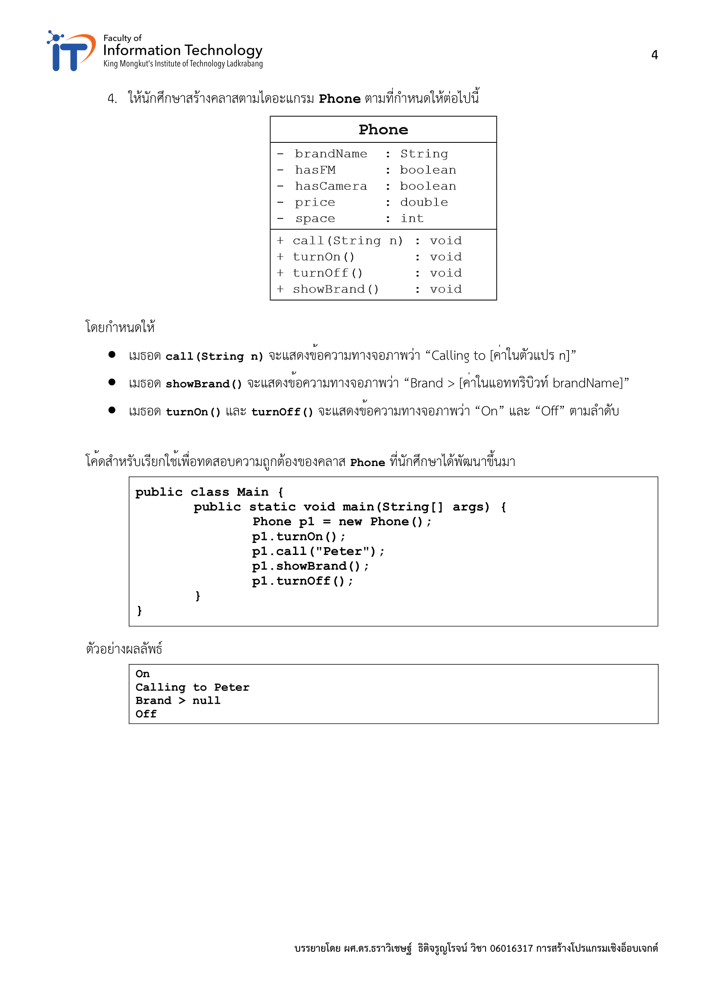 Faculty of
Information Technology
King Mongkut's Institute of Technology Ladkrabang
4
4. ให้นักศึกษาสร้างคลาสตามไดอะแกรม Phone ตามที่กำหนดให้ต่อไปนี้
Phone
- brandName : String
- hasFM : boolean
- hasCamera : boolean
- price : double
- space : int
+ call(String n) : void
+ turnOn() : void
+ turnOff() : void
+ showBrand() : void
โดยกำหนดให้
● เมธอด call(String n) จะแสดงข้อความทางจอภาพว่า “Calling to [ค่าในตัวแปร n]”
● เมธอด showBrand() จะแสดงข้อความทางจอภาพว่า “Brand > [ค่าในแอททริบิวท์ brandName]”
● เมธอด turnOn() และ turnOff() จะแสดงข้อความทางจอภาพว่า “On” และ “Off” ตามลำดับ
โค้ดสำหรับเรียกใช้เพื่อทดสอบความถูกต้องของคลาส Phone ที่นักศึกษาได้พัฒนาขึ้นมา
public class Main {
public static void main(String[] args) {
Phone p1 = new Phone();
p1.turnOn();
p1.call("Peter");
p1.showBrand();
p1.turnOff();
}
}
ตัวอย่างผลลัพธ์
On
Calling to Peter
Brand > null
Off
บรรยายโดย ผศ.ดร.ธราวิเชษฐ์ ธิติจรูญโรจน์ วิชา 06016317 การสร้างโปรแกรมเชิงอ็อบเจกต์